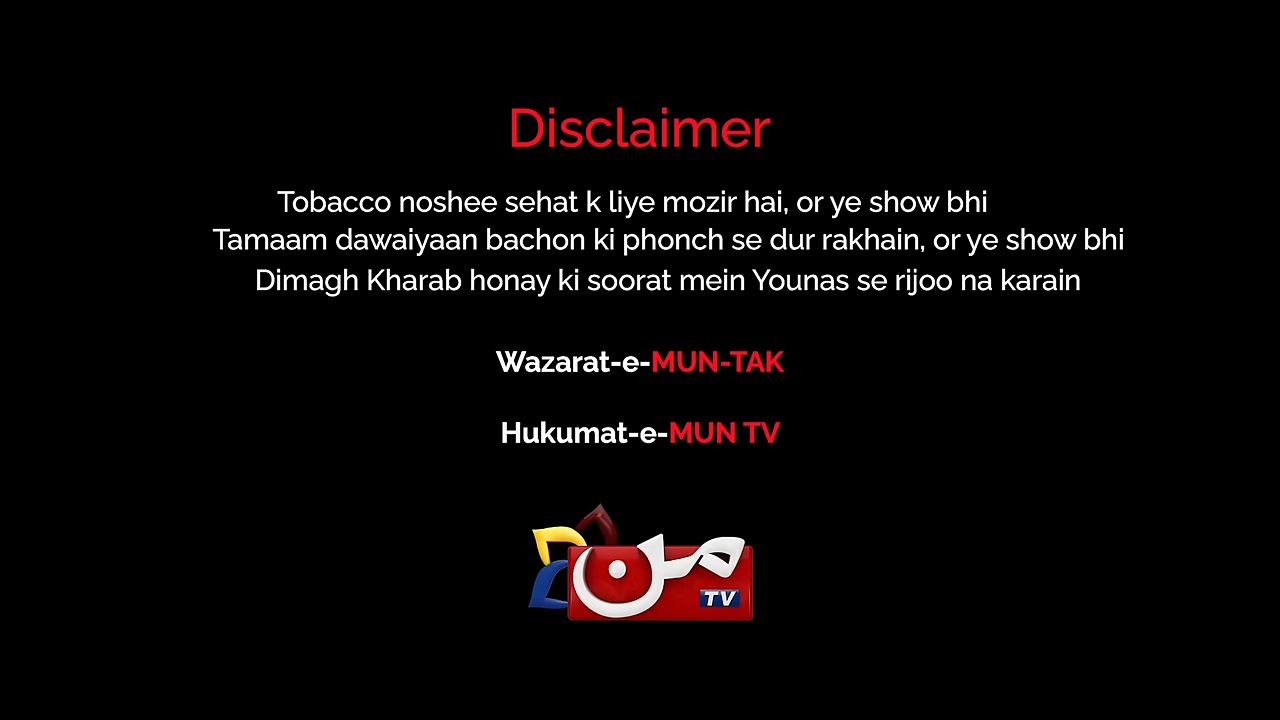 Disclaimer
Tobacco noshee sehat k liye mozir hai, or ye show bhi
Tamaam dawaiyaan bachon ki phonch se dur rakhain, or ye show bhi
Dimagh Kharab honay ki soorat mein Younas se rijoo na karain
Wazarat-e-MUN-TAK
Hukumat-e-MUN TV
من
TV